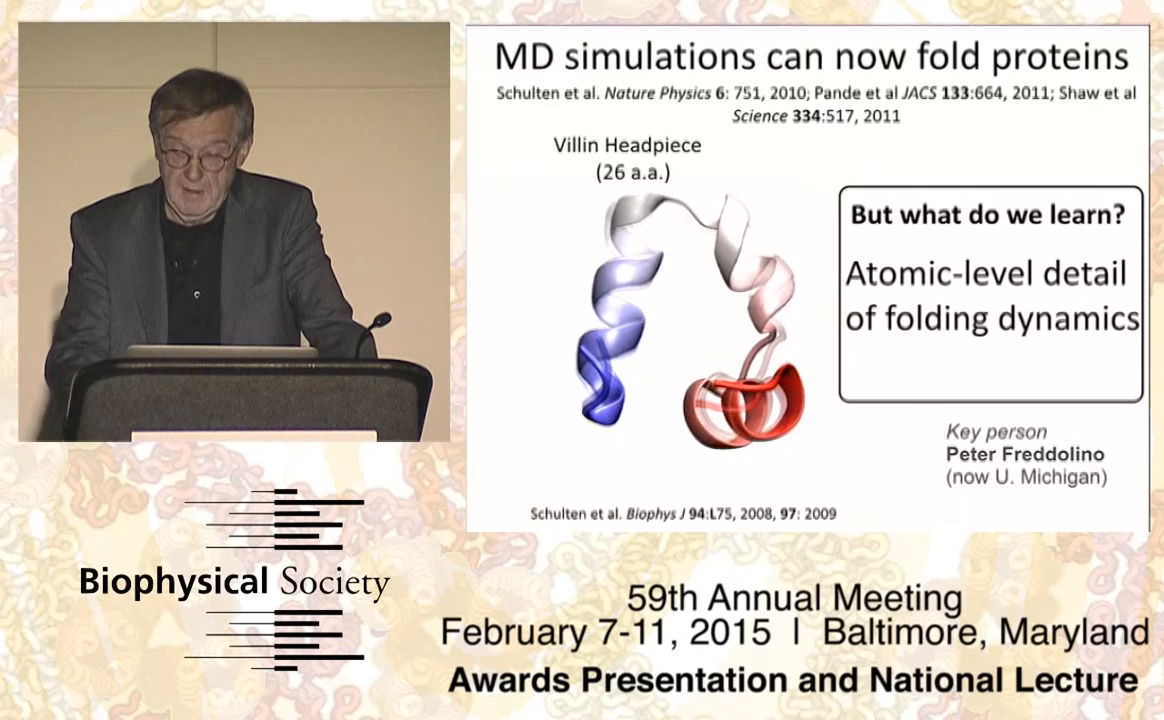 MD simulations can now fold proteins
Schulten et al. Nature Physics 6: 751, 2010; Pande et al JACS 133:664, 2011; Shaw et al
Science 334:517, 2011
Villin Headpiece
(26 a.a.)
But what do we learn?
Atomic-level detail
of folding dynamics
Key person
Peter Freddolino
(now U. Michigan)
Schulten et al. Biophys J 94:L75, 2008, 97: 2009
Biophysical Society
59th Annual Meeting
February 7-11, 2015 | Baltimore, Maryland
Awards Presentation and National Lecture